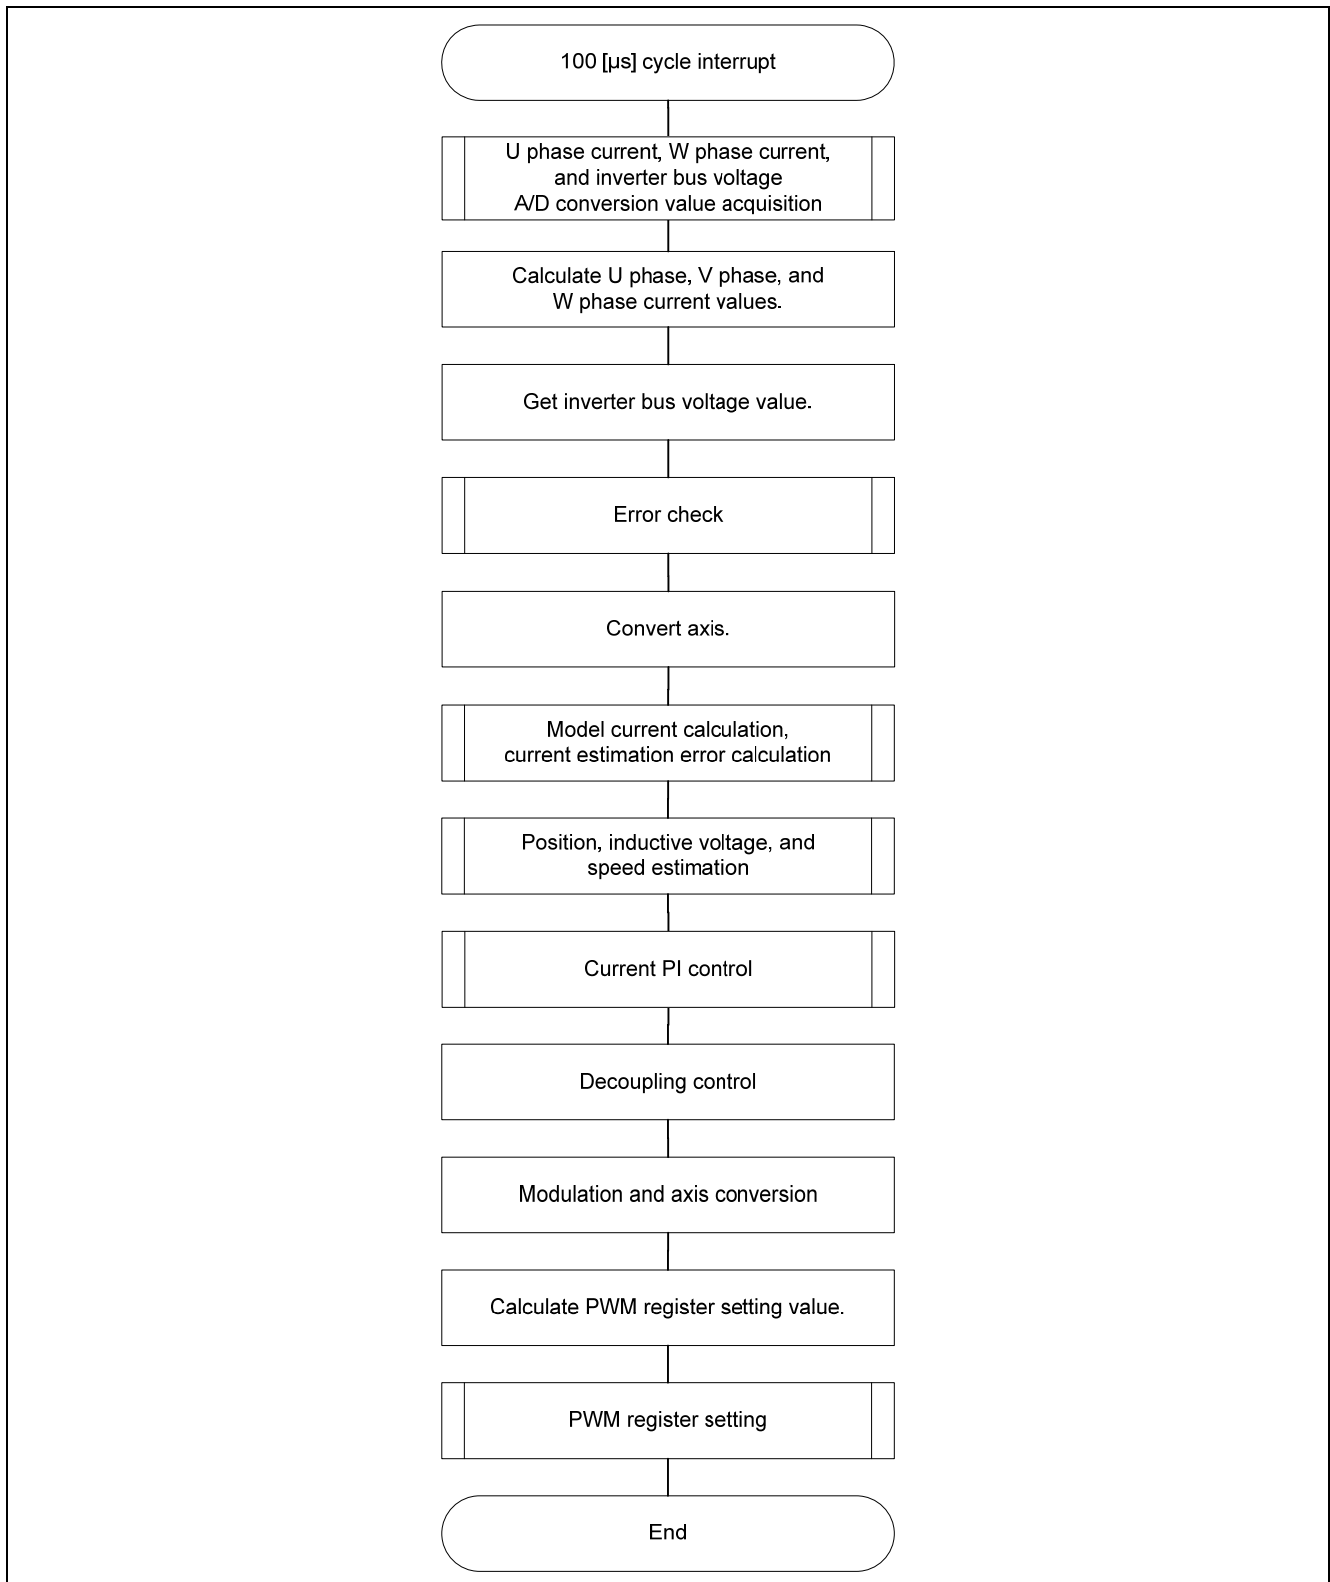 100 [µs] cycle interrupt
U phase current, W phase current,
and inverter bus voltage
A/D conversion value acquisition
Calculate U phase, V phase, and
W phase current values.
Get inverter bus voltage value.
Error check
Convert axis.
Model current calculation,
current estimation error calculation
Position, inductive voltage, and
speed estimation
Current PI control
Decoupling control
Modulation and axis conversion
Calculate PWM register setting value.
PWM register setting
End